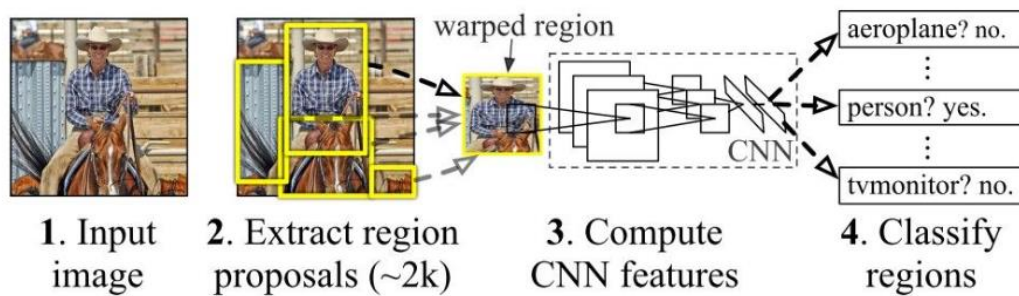 warped region
aeroplane? no.
⋮
person? yes.
CNN
⋮
tvmonitor? no.
1. Input
image
2. Extract region
proposals (~2k)
3. Compute
CNN features
4. Classify
regions